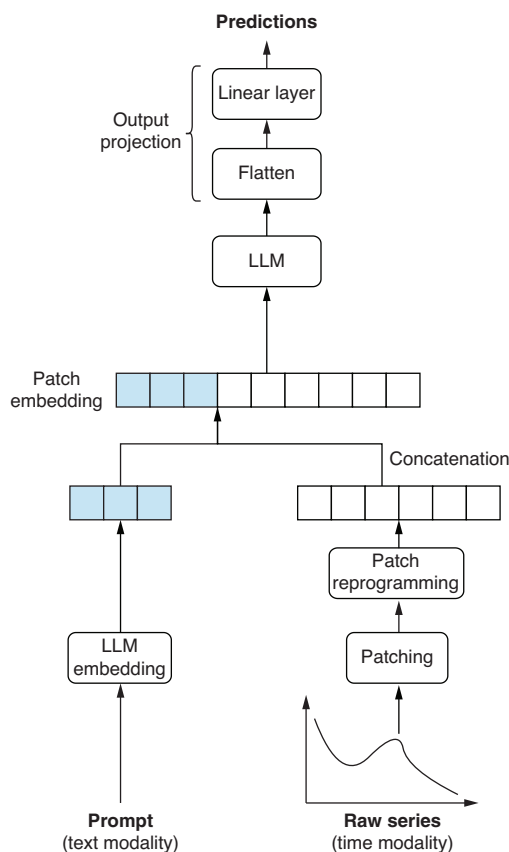 Predictions
Linear layer
Output
projection
Flatten
LLM
Patch
embedding
Concatenation
Patch
reprogramming
LLM
embedding
Patching
Prompt
(text modality)
Raw series
(time modality)